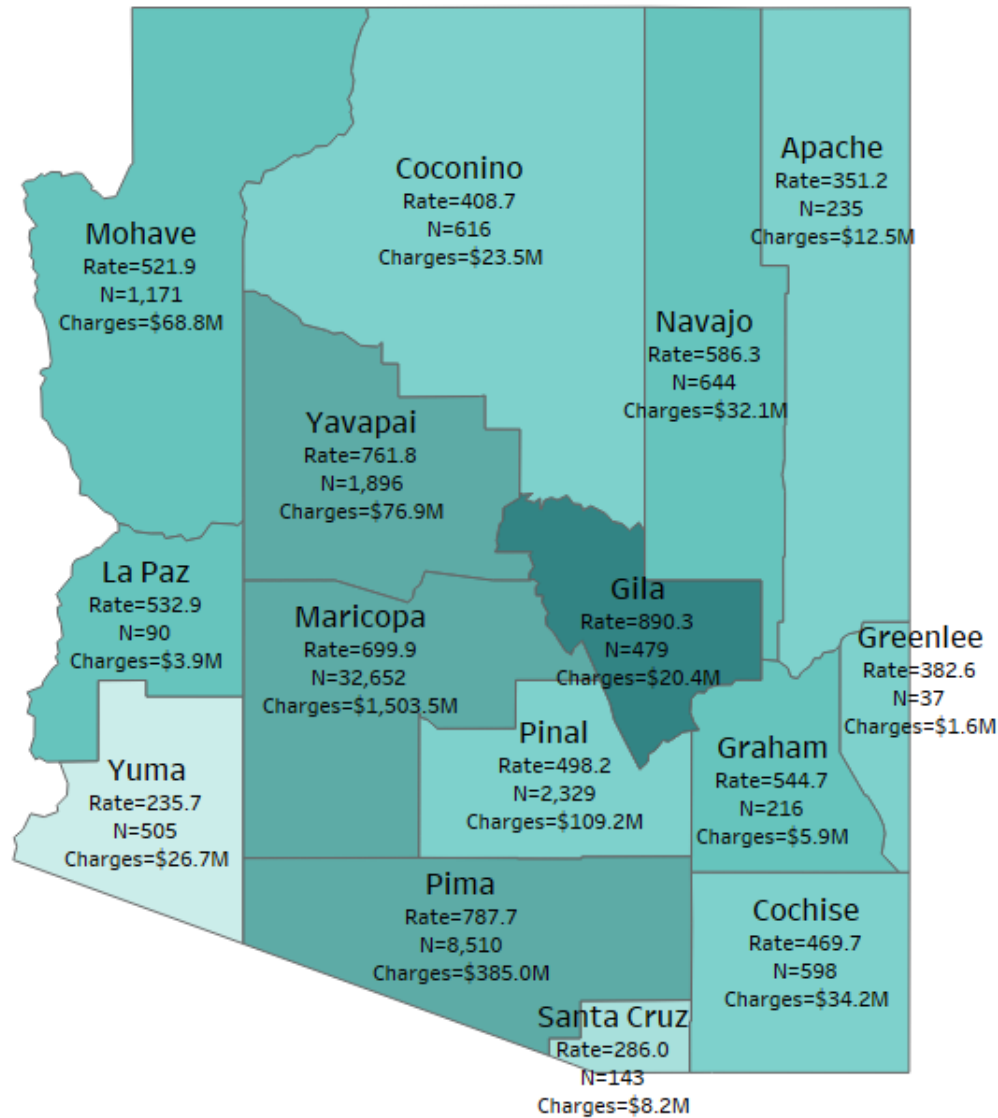 Apache
Rate=351.2
N=235
Charges=$12.5M
Coconino
Rate=408.7
N=616
Charges=$23.5M
Mohave
Rate=521.9
N=1,171
Charges=$68.8M
Navajo
Rate=586.3
N=644
Charges=$32.1M
Yavapai
Rate=761.8
N=1,896
Charges=$76.9M
La Paz
Rate=532.9
N=90
Charges=$3.9M
Gila
Rate=890.3
N=479
Charges=$20.4M
Maricopa
Rate=699.9
N=32,652
Charges=$1,503.5M
Greenlee
Rate=382.6
N=37
Charges=$1.6M
Pinal
Rate=498.2
N=2,329
Charges=$109.2M
Graham
Rate=544.7
N=216
Charges=$5.9M
Yuma
Rate=235.7
N=505
Charges=$26.7M
Pima
Rate=787.7
N=8,510
Charges=$385.0M
Cochise
Rate=469.7
N=598
Charges=$34.2M
Santa Cruz
Rate=286.0
N=143
Charges=$8.2M